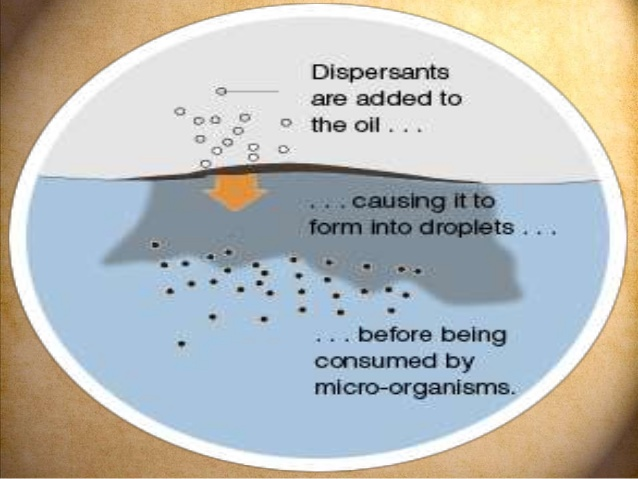 Dispersants
are added to
the oil . . .
. . . causing it to
form into droplets . . .
. . . before being
consumed by
micro-organisms.